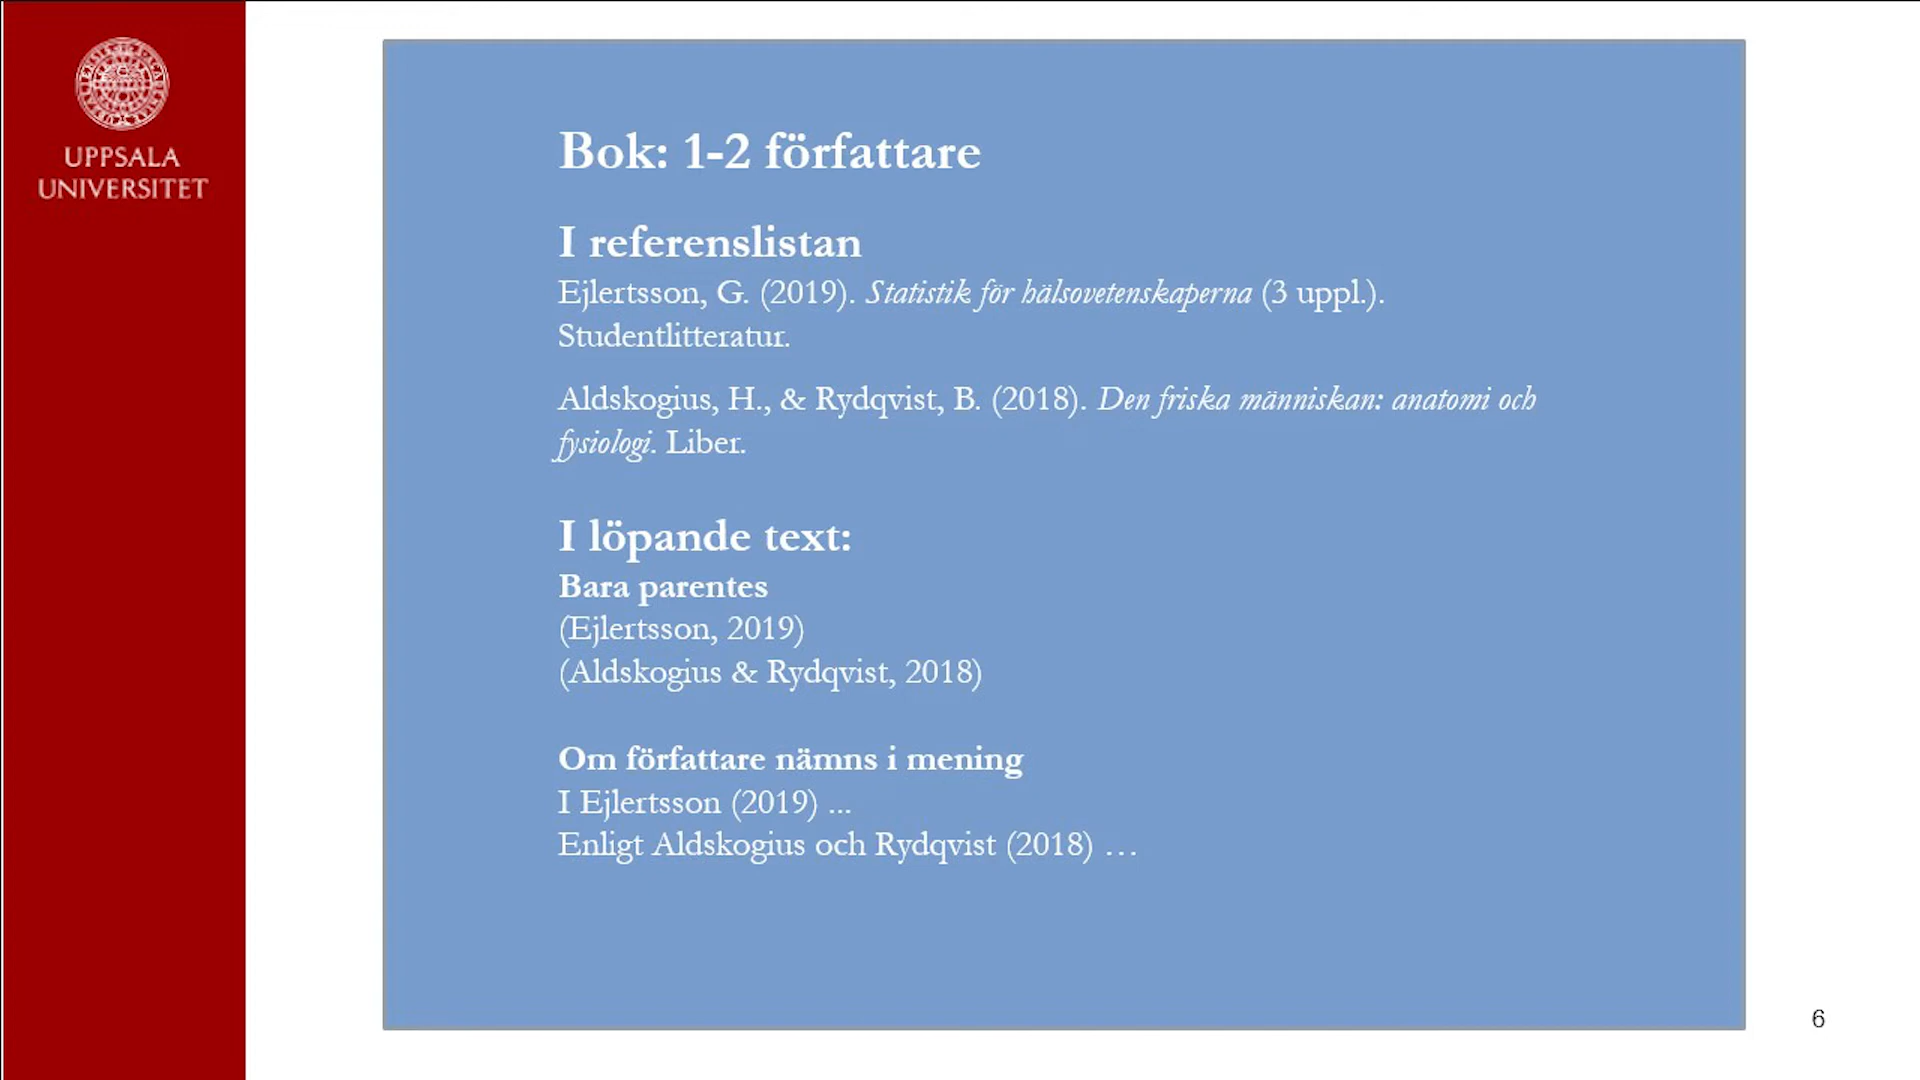 UPPSALA
UNIVERSITET
Bok: 1-2 författare
I referenslistan
Ejlertsson, G. (2019). Statistik för hälsovetenskaperna (3 uppl.).
Studentlitteratur.
Aldskogius, H., & Rydqvist, B. (2018). Den friska människan: anatomi och
fysiologi. Liber.
I löpande text:
Bara parentes
(Ejlertsson, 2019)
(Aldskogius & Rydqvist, 2018)
Om författare nämns i mening
I Ejlertsson (2019) ...
Enligt Aldskogius och Rydqvist (2018) …
6